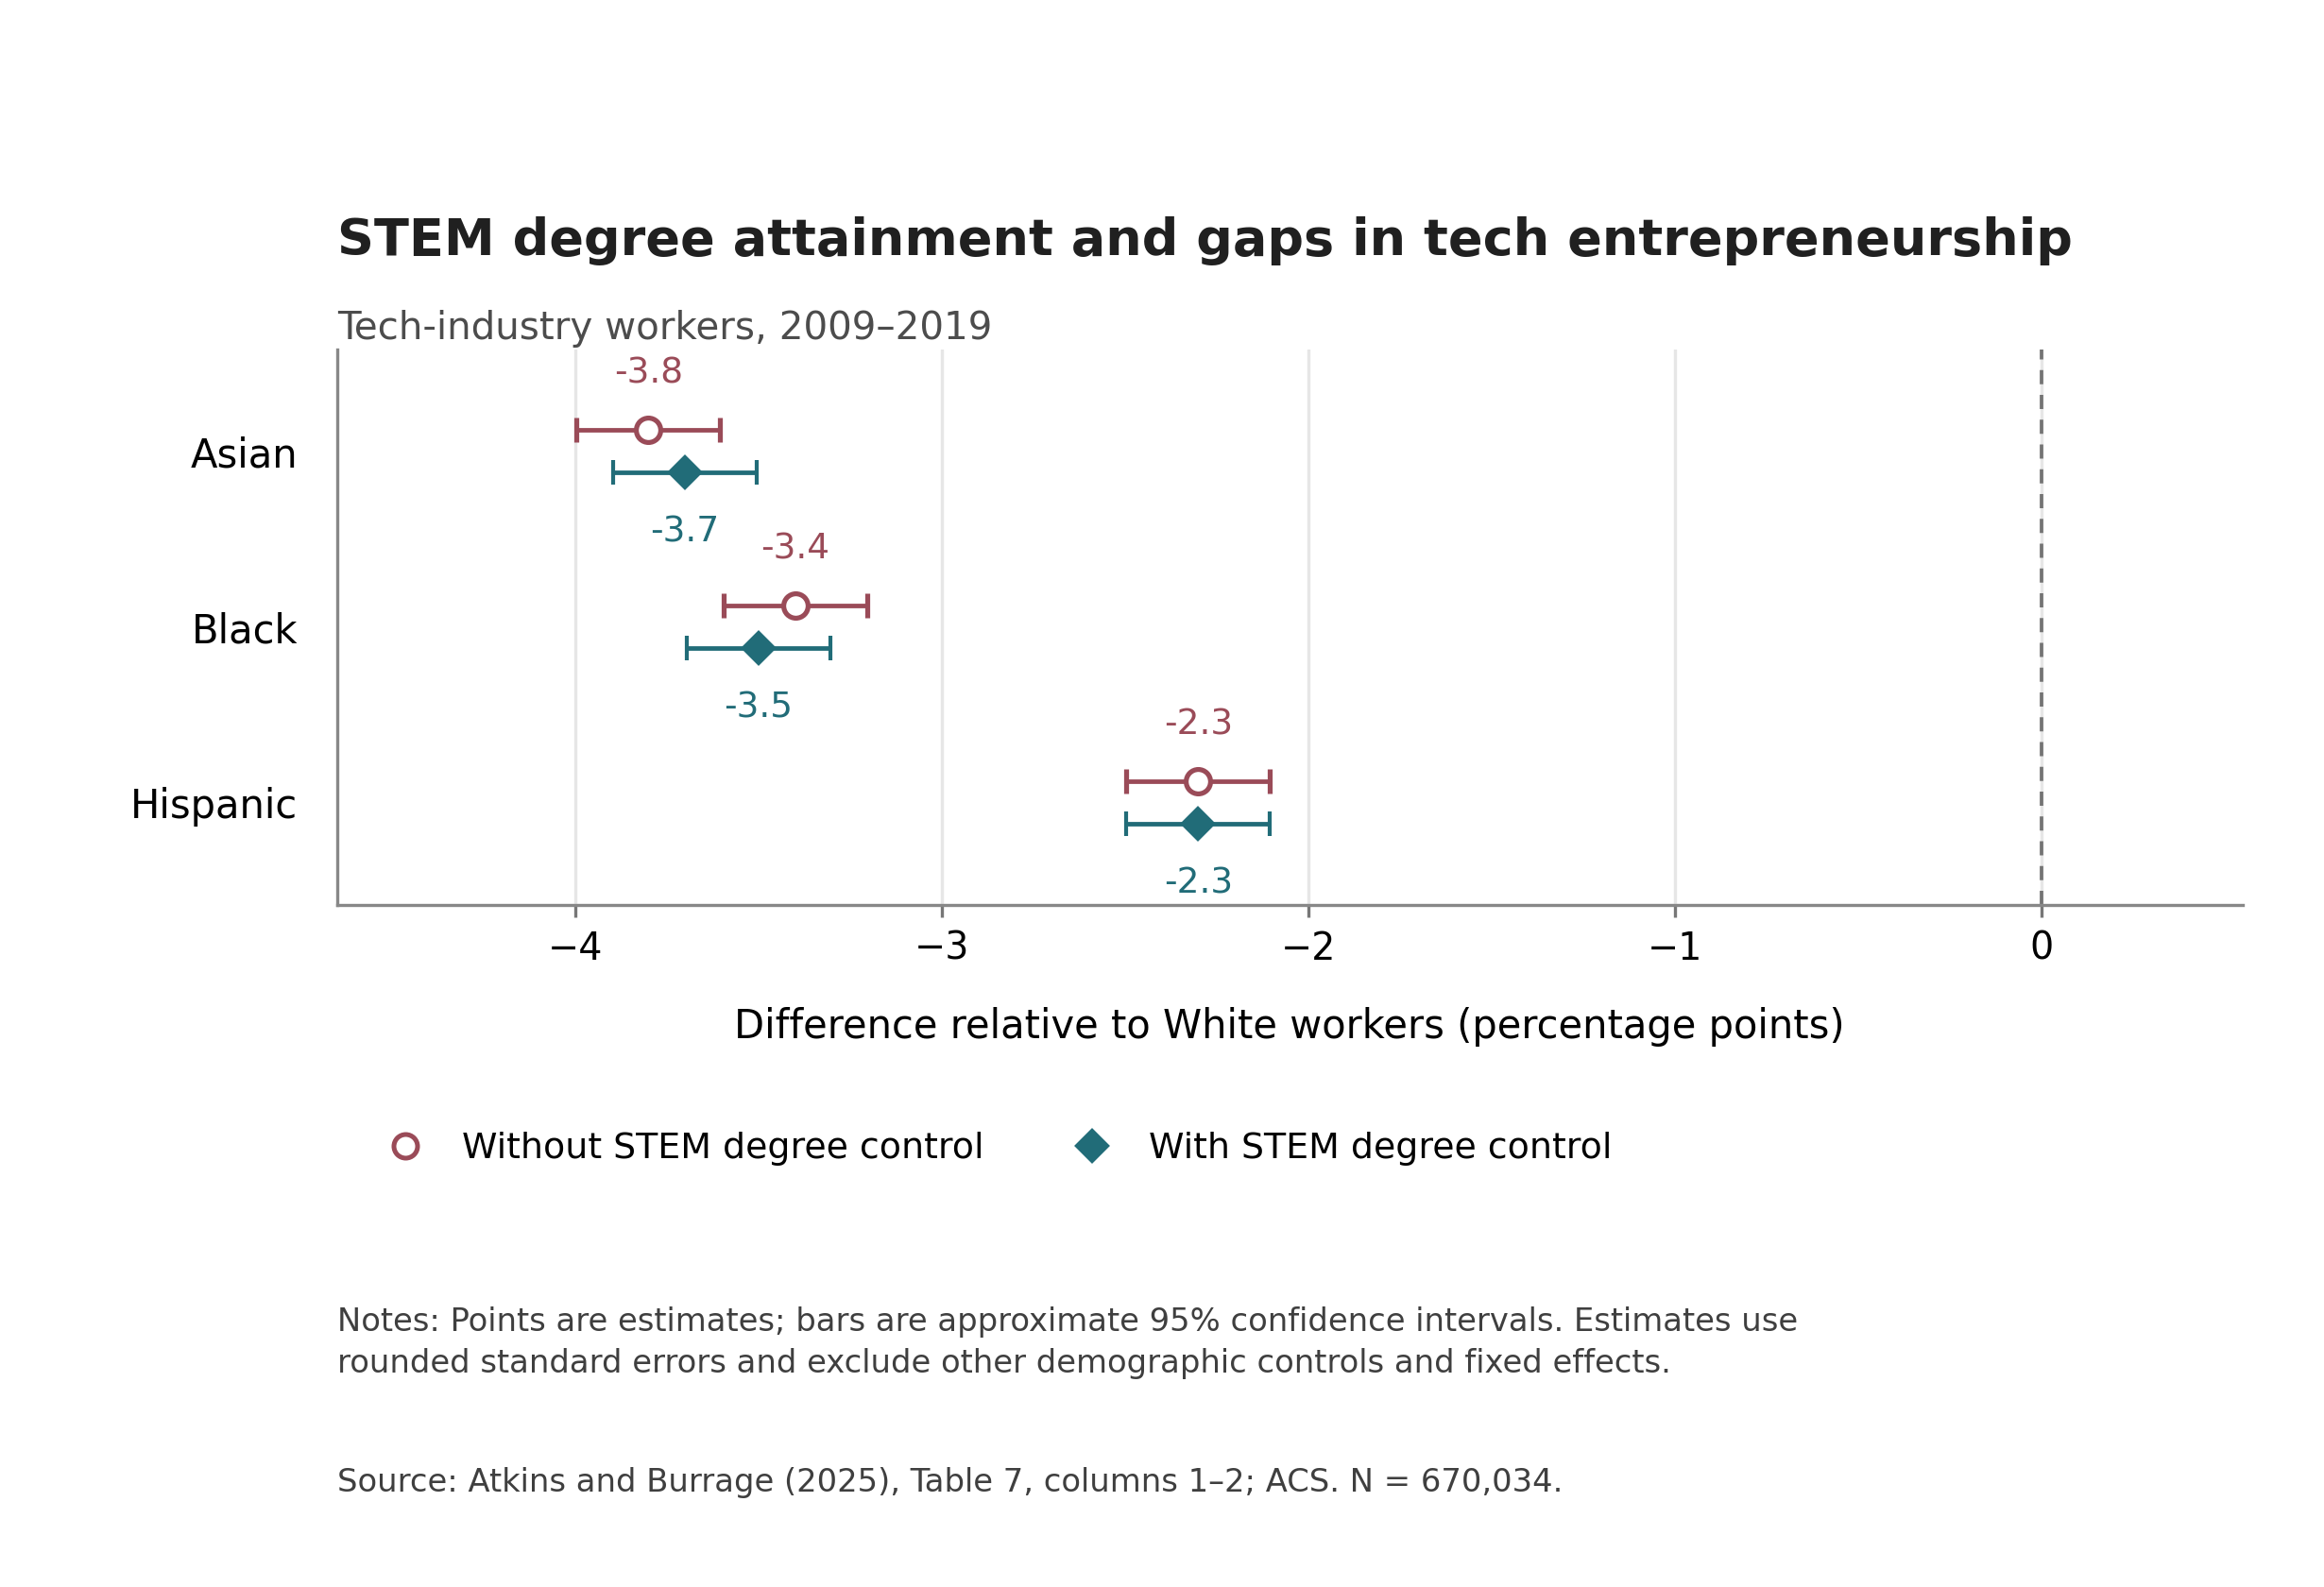 STEM degree attainment and gaps in tech entrepreneurship
Tech-industry workers, 2009–2019
-3.8
Asian
-3.7
-3.4
Black
-3.5
-2.3
Hispanic
-2.3
−4
−3
−2
−1
0
Difference relative to White workers (percentage points)
Without STEM degree control
With STEM degree control
Notes: Points are estimates; bars are approximate 95% confidence intervals. Estimates use
rounded standard errors and exclude other demographic controls and fixed effects.
Source: Atkins and Burrage (2025), Table 7, columns 1–2; ACS. N = 670,034.